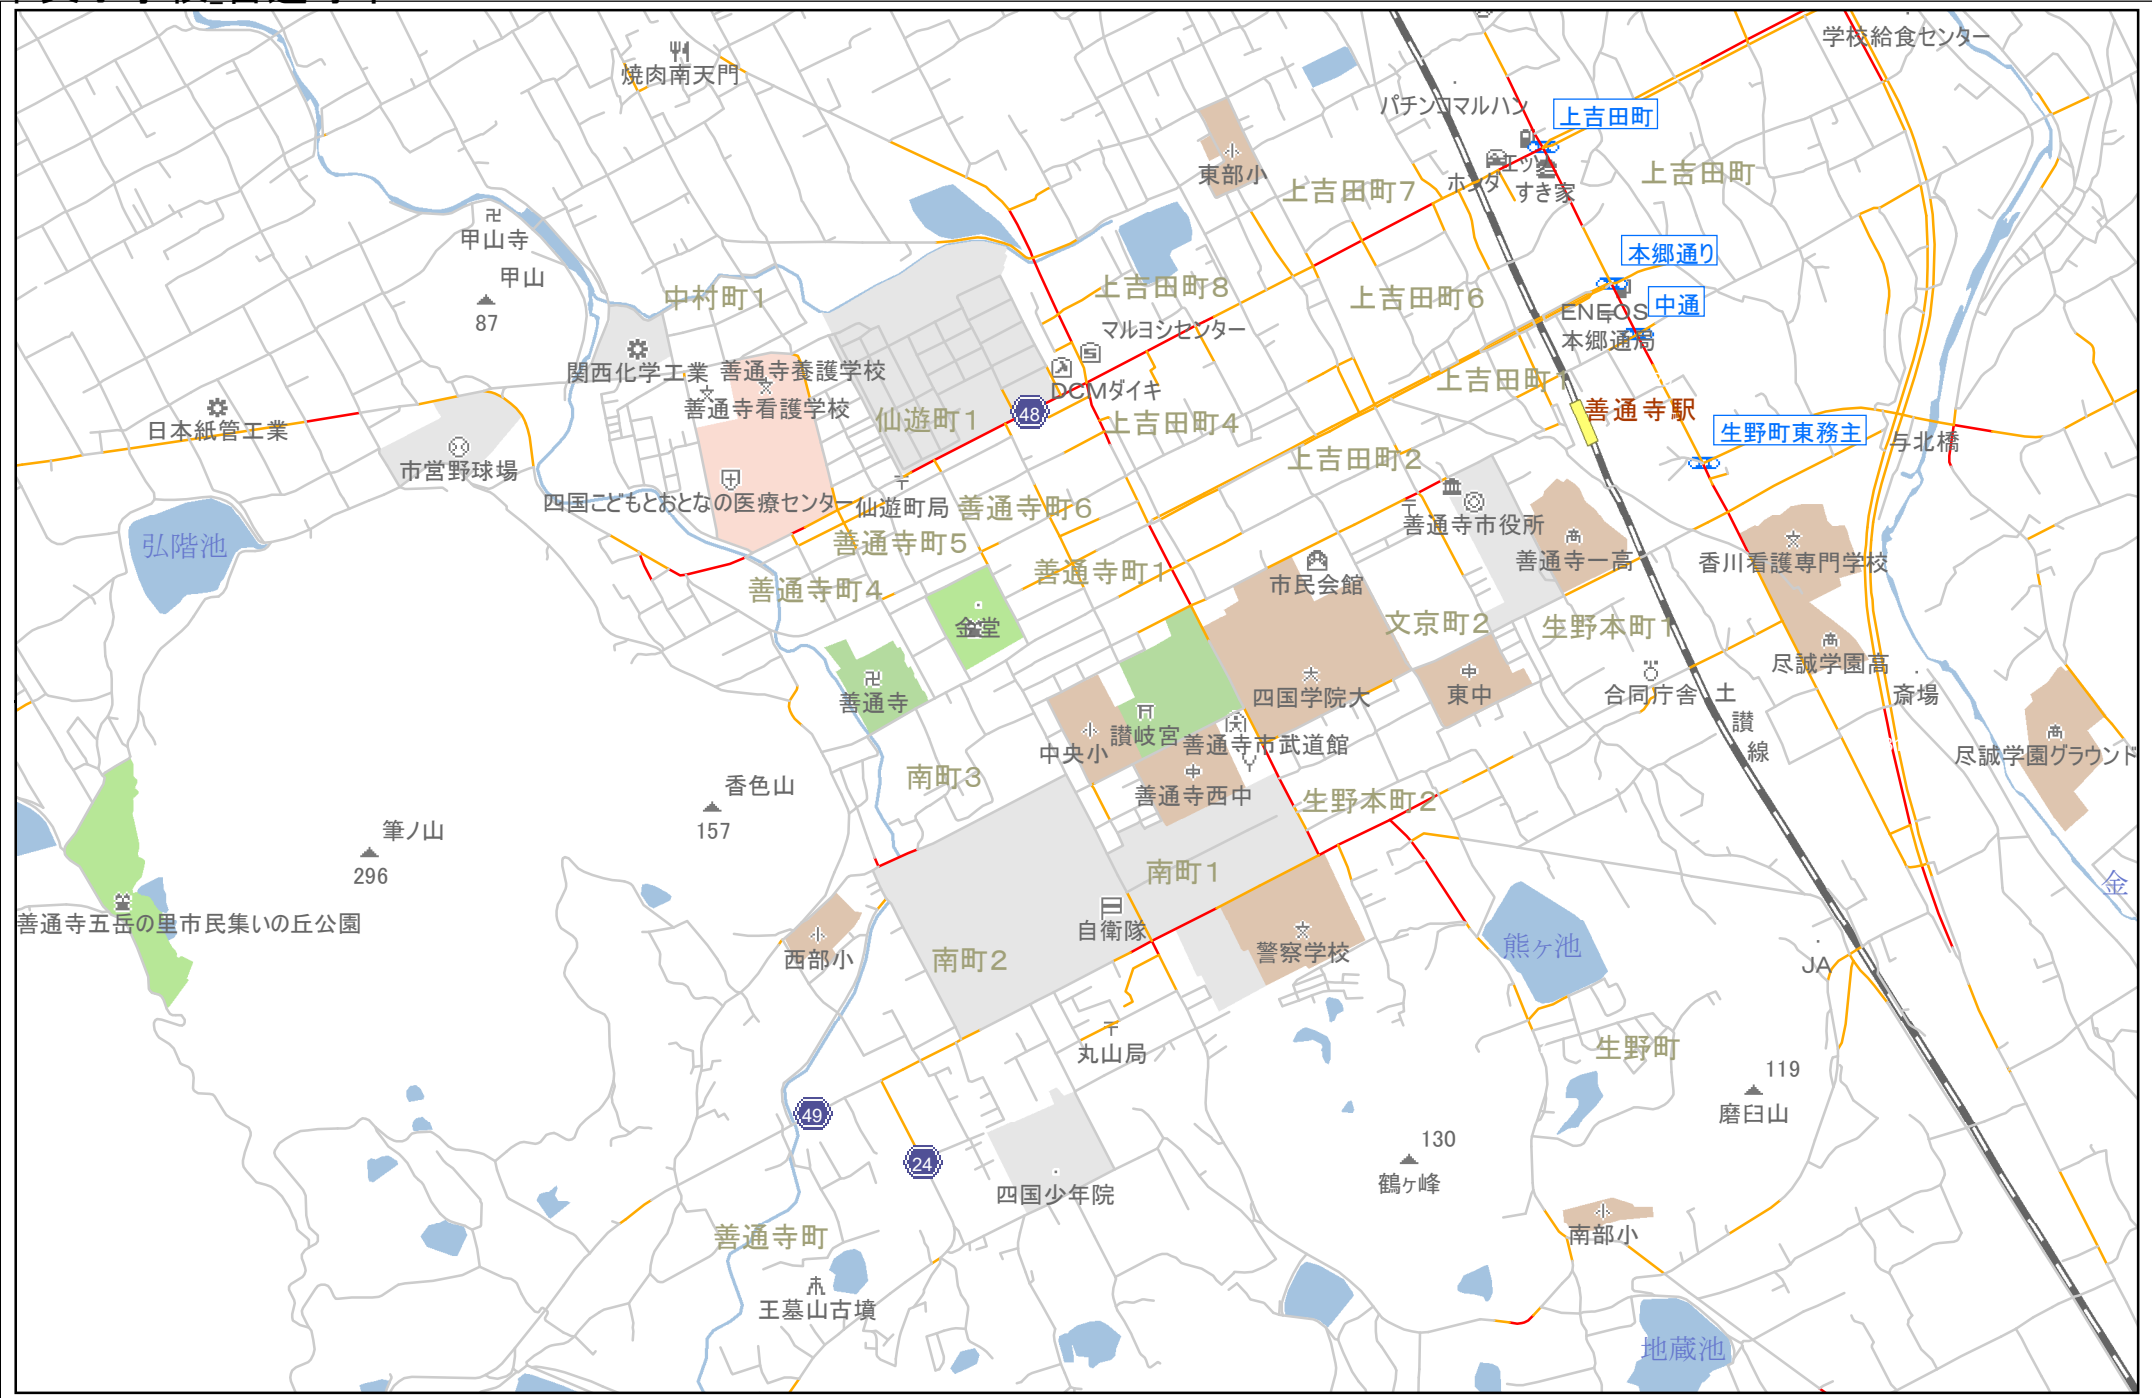 学校給食センター
焼肉南天門
パチンコマルハン
上吉田町
東部小
上吉田町7
ホンダ
エッソ
すき家
上吉田町
甲山寺
甲山
87
中村町1
上吉田町8
上吉田町6
本郷通り
ENEOS
中通
本郷通局
マルヨシセンター
関西化学工業
善通寺養護学校
善通寺看護学校
DCMダイキ
48
仙遊町1
上吉田町4
上吉田町1
善通寺駅
生野町東務主
与北橋
日本紙管工業
市営野球場
上吉田町2
四国こどもとおとなの医療センター
仙遊町局
善通寺町6
善通寺市役所
弘階池
善通寺町5
善通寺町1
善通寺町4
市民会館
善通寺一高
香川看護専門学校
金堂
文京町2
生野本町1
善通寺
四国学院大
東中
合同庁舎
尽誠学園高
斎場
土
讃
線
中央小
讃岐宮
善通寺市武道館
尽誠学園グラウンド
南町3
香色山
157
善通寺西中
生野本町2
筆ノ山
296
南町1
金
善通寺五岳の里市民集いの丘公園
自衛隊
西部小
南町2
警察学校
熊ヶ池
JA
丸山局
生野町
119
磨臼山
49
24
130
鶴ヶ峰
四国少年院
南部小
善通寺町
王墓山古墳
地蔵池